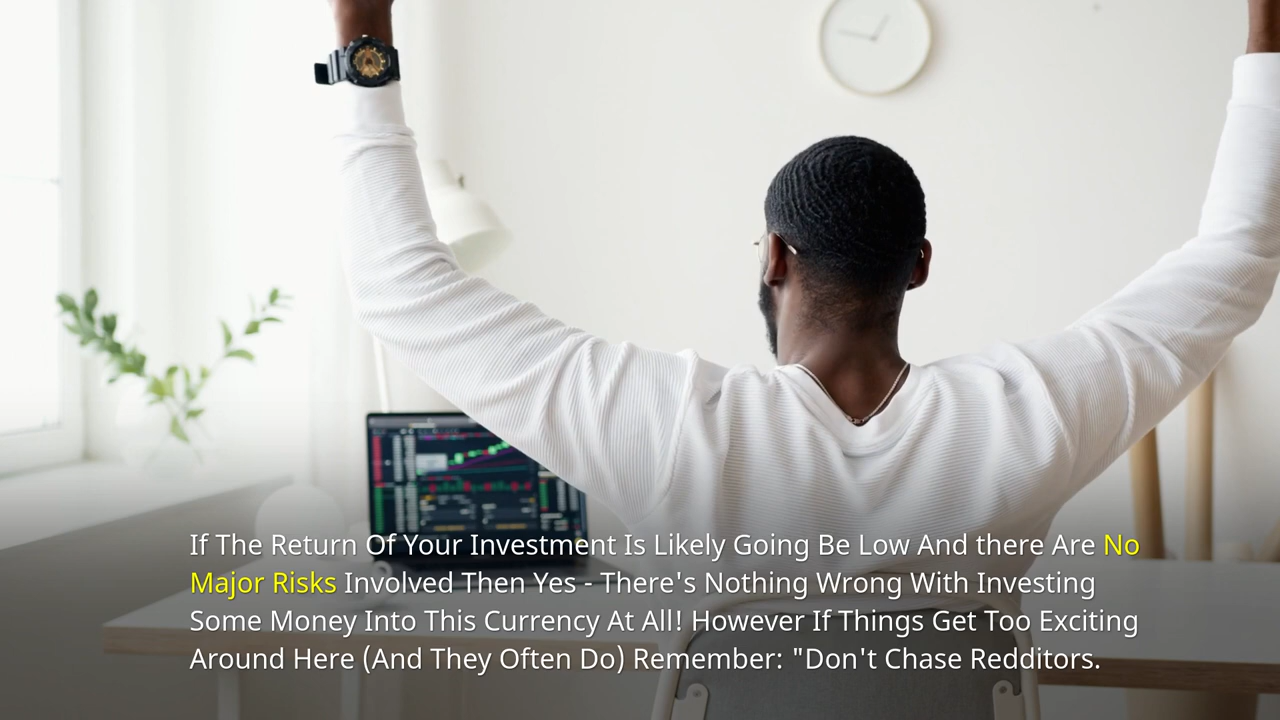 If The Return Of Your Investment Is Likely Going Be Low And there Are No
Major Risks Involved Then Yes - There's Nothing Wrong With Investing
Some Money Into This Currency At All! However If Things Get Too Exciting
Around Here (And They Often Do) Remember: "Don't Chase Redditors.